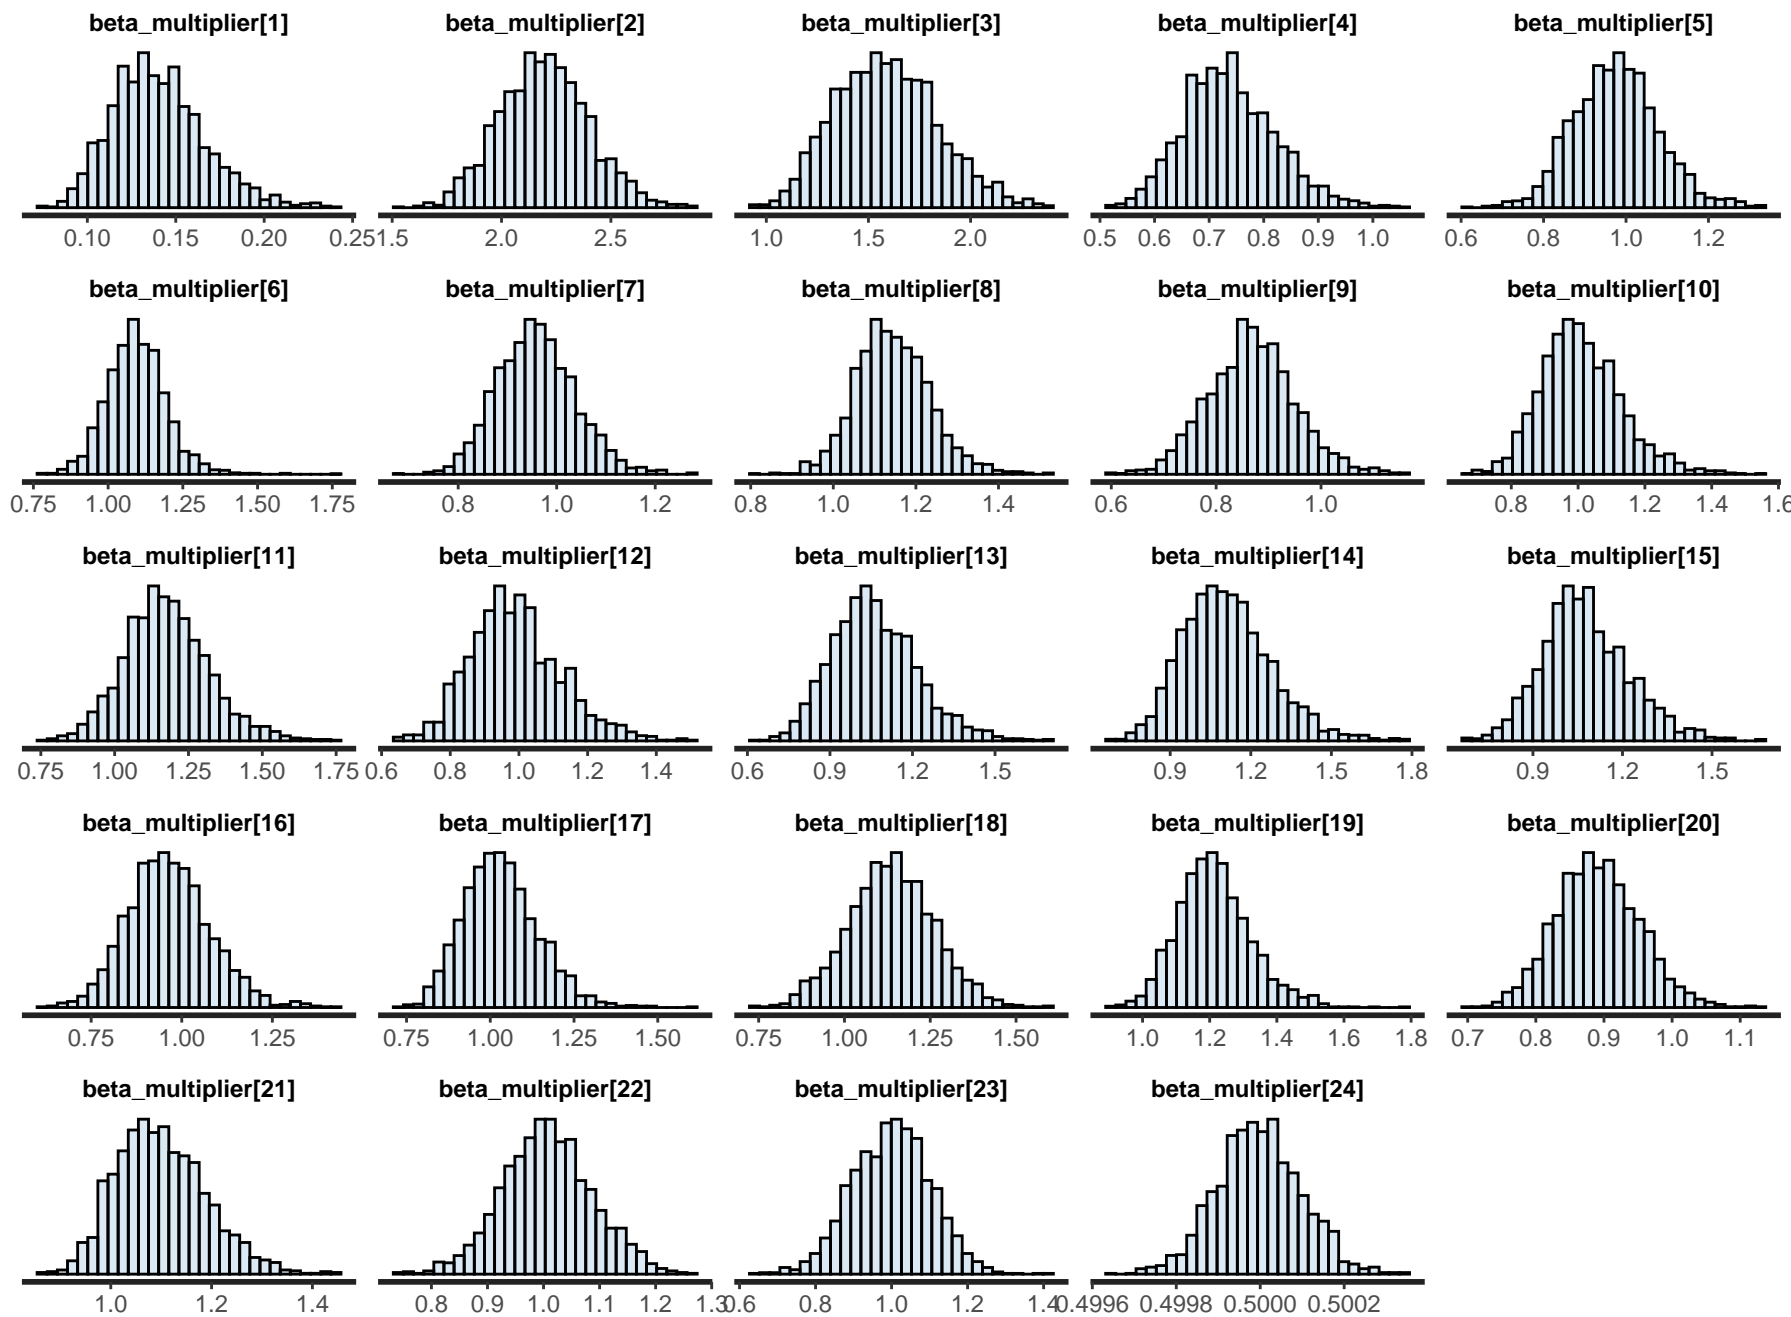 beta_multiplier[1] beta_multiplier[2] beta_multiplier[3] beta_multiplier[4] beta_multiplier[5]
0.10 0.15 0.20 0.25 1.5 2.0 2.5 1.0 1.5 2.0 0.5 0.6 0.7 0.8 0.9 1.0 0.6 0.8 1.0 1.2
beta_multiplier[6] beta_multiplier[7] beta_multiplier[8] beta_multiplier[9] beta_multiplier[10]
0.75 1.00 1.25 1.50 1.75 0.8 1.0 1.2 0.8 1.0 1.2 1.4 0.6 0.8 1.0 0.8 1.0 1.2 1.4 1.6
beta_multiplier[11] beta_multiplier[12] beta_multiplier[13] beta_multiplier[14] beta_multiplier[15]
0.75 1.00 1.25 1.50 1.75 0.6 0.8 1.0 1.2 1.4 0.6 0.9 1.2 1.5 0.9 1.2 1.5 1.8 0.9 1.2 1.5
beta_multiplier[16] beta_multiplier[17] beta_multiplier[18] beta_multiplier[19] beta_multiplier[20]
0.75 1.00 1.25 0.75 1.00 1.25 1.50 0.75 1.00 1.25 1.50 1.0 1.2 1.4 1.6 1.8 0.7 0.8 0.9 1.0 1.1
beta_multiplier[21] beta_multiplier[22] beta_multiplier[23] beta_multiplier[24]
1.0 1.2 1.4 0.8 0.9 1.0 1.1 1.2 1.3 0.6 0.8 1.0 1.2 1.4 0.4996 0.4998 0.5000 0.5002